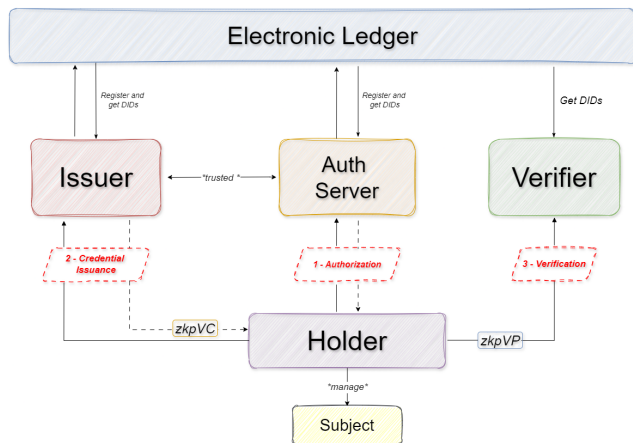 Electronic Ledger
Register and
get DIDs
Register and
get DIDs
Get DIDs
Issuer
*trusted *
Auth
Server
Verifier
2 - Credential
Issuance
1 - Authorization
3 - Verification
zkpVC
Holder
zkpVP
*manage*
Subject